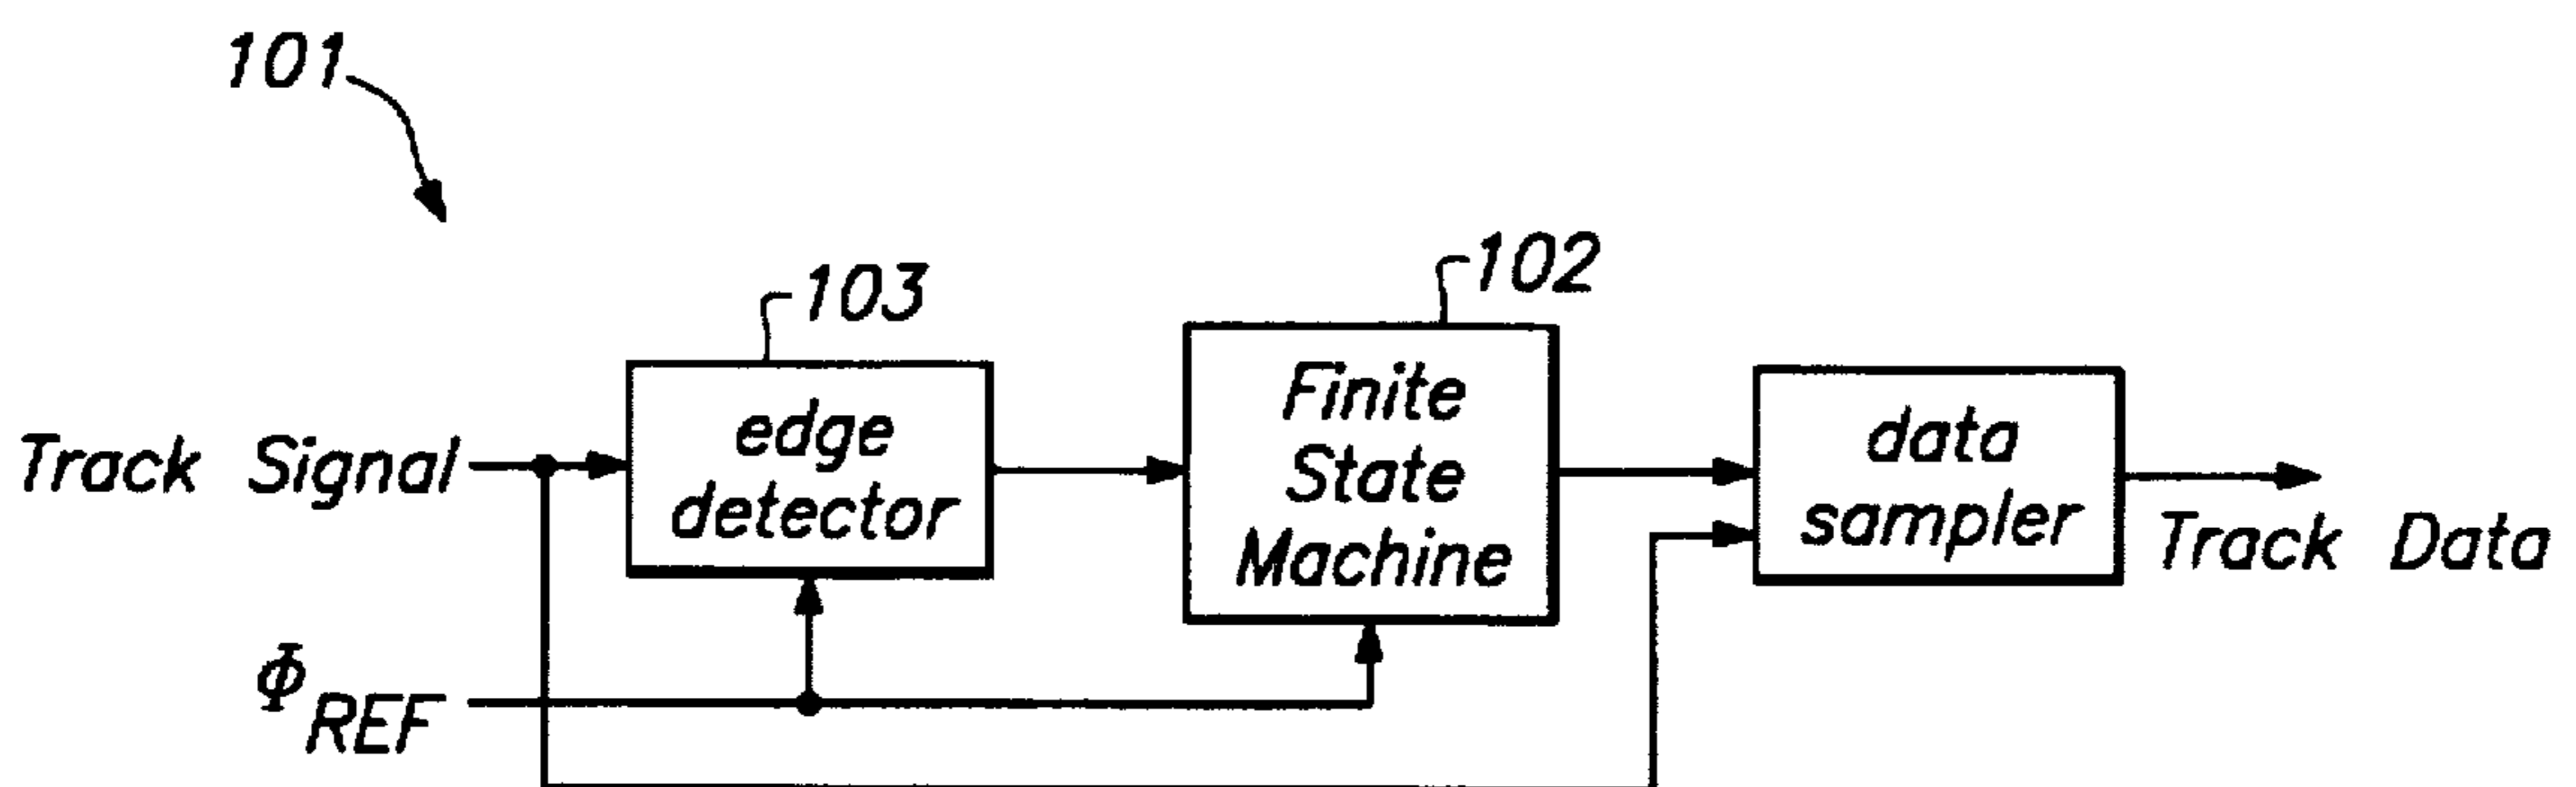 101
103
102
edge
detector
Finite
State
Machine
data
sampler
Track Signal
Track Data
Φ REF